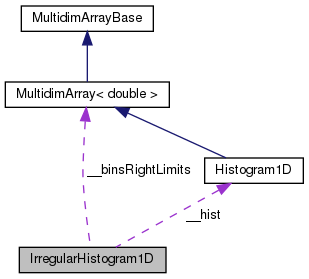 MultidimArrayBase
MultidimArray< double >
__binsRightLimits
Histogram1D
__hist
IrregularHistogram1D